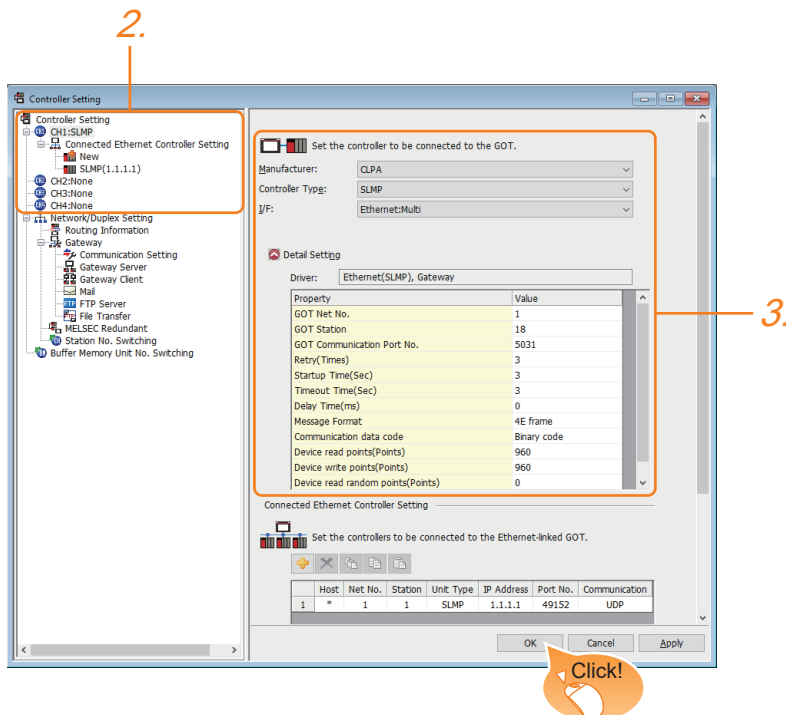 2.
Controller Setting
Controller Setting
CH1:SLMP
Connected Ethernet Controller Setting
New
SLMP(1.1.1.1)
CH2:None
CH3:None
CH4:None
Network/Duplex Setting
Routing Information
Gateway
Communication Setting
Gateway Server
Gateway Client
Mail
FTP FTP Server
File Transfer
MELSEC Redundant
Station No. Switching
Buffer Memory Unit No. Switching
Set the controller to be connected to the GOT.
Manufacturer: CLPA
Controller Type: SLMP
I/F: Ethernet:Multi
Detail Setting
Driver: Ethernet(SLMP), Gateway
Property Value
GOT Net No. 1
GOT Station 18
GOT Communication Port No. 5031
Retry(Times) 3
Startup Time(Sec) 3
Timeout Time(Sec) 3
Delay Time(ms) 0
Message Format 4E frame
Communication data code Binary code
Device read points(Points) 960
Device write points(Points) 960
Device read random points(Points) 0
3.
Connected Ethernet Controller Setting
Set the controllers to be connected to the Ethernet-linked GOT.
Host Net No. Station Unit Type IP Address Port No. Communication
1 * 1 1 SLMP 1.1.1.1 49152 UDP
OK Cancel Apply
Click!